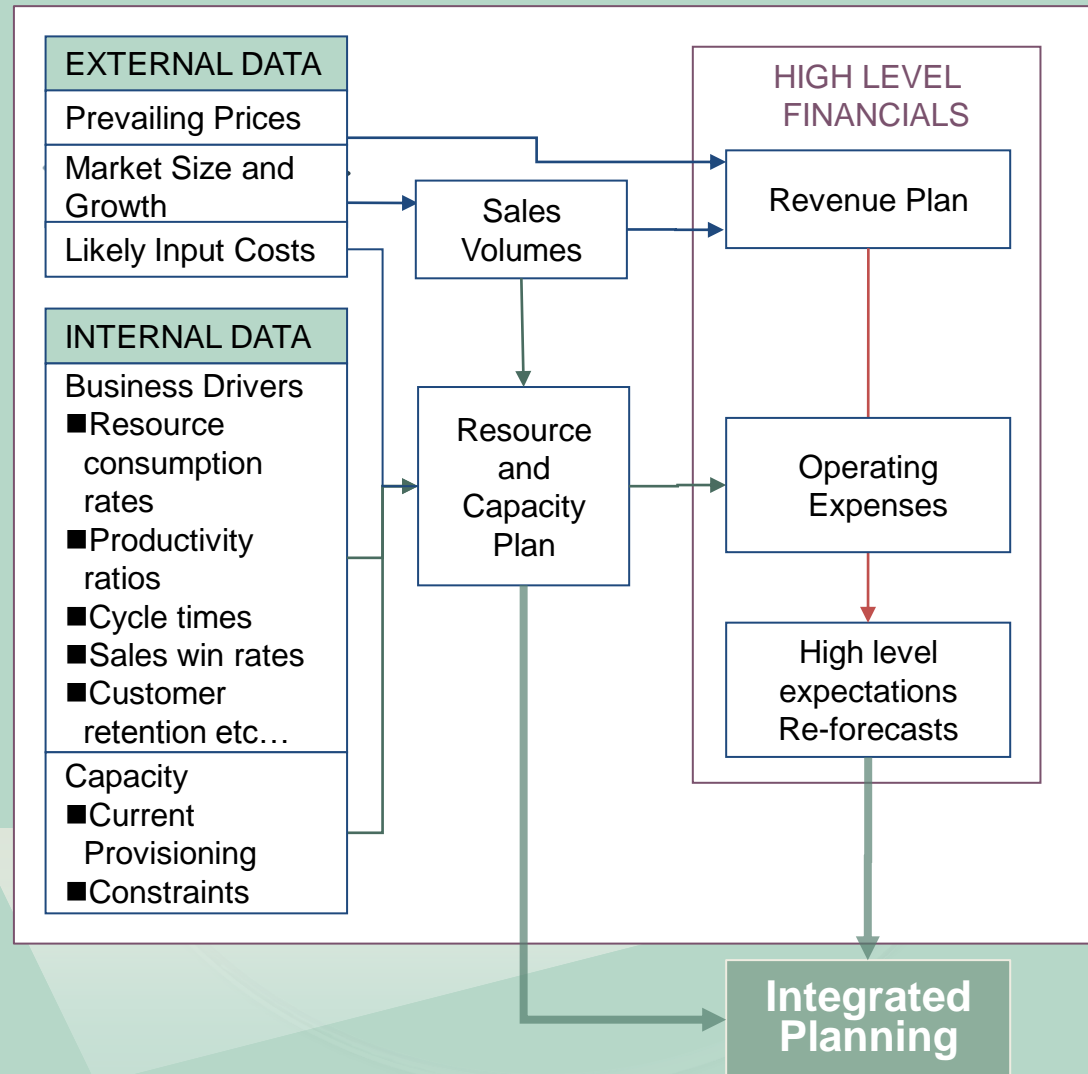 EXTERNAL DATA
Prevailing Prices
Market Size and
Growth
Likely Input Costs
INTERNAL DATA
Business Drivers
■Resource
consumption
rates
■Productivity
ratios
■Cycle times
■Sales win rates
■Customer
retention etc…
Capacity
■Current
Provisioning
■Constraints
Sales
Volumes
Resource
and
Capacity
Plan
HIGH LEVEL
FINANCIALS
Revenue Plan
Operating
Expenses
High level
expectations
Re-forecasts
Integrated
Planning